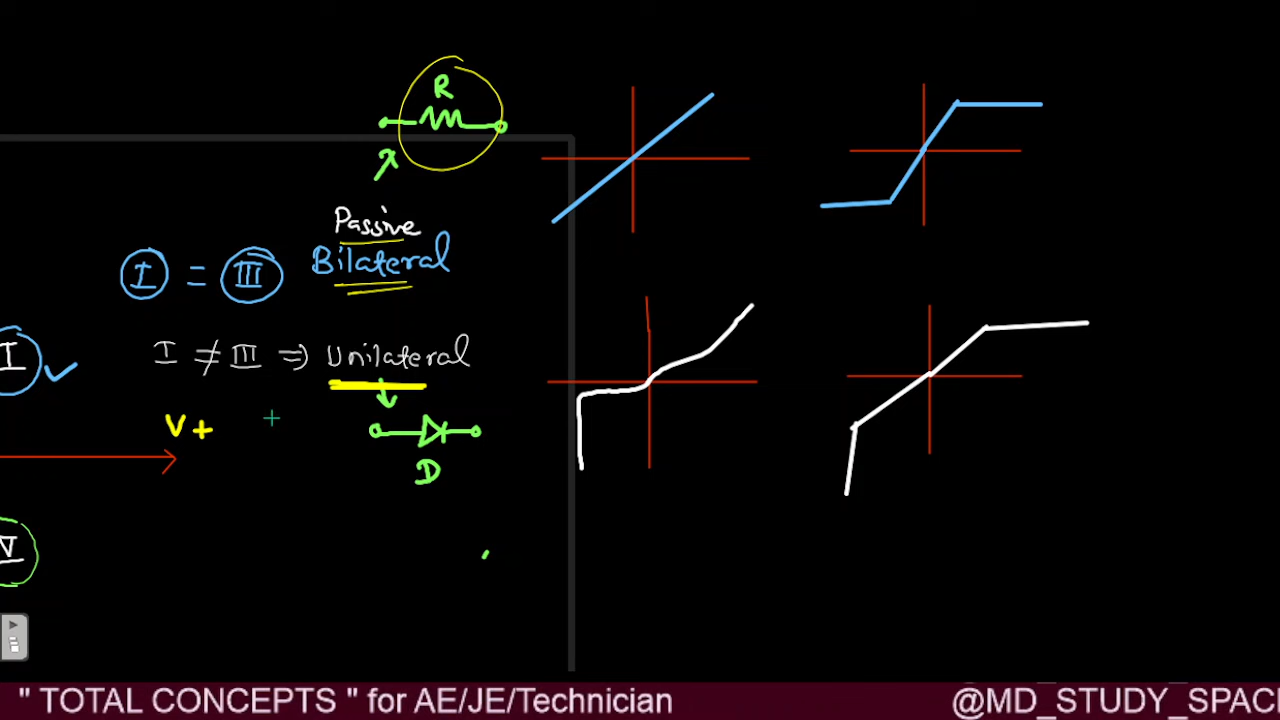 R
Passive
Bilateral
I = III
I
I ≠ III ⇒ Unilateral
V +
D
V
" TOTAL CONCEPTS " for AE/JE/Technician
@MD_STUDY_SPAC